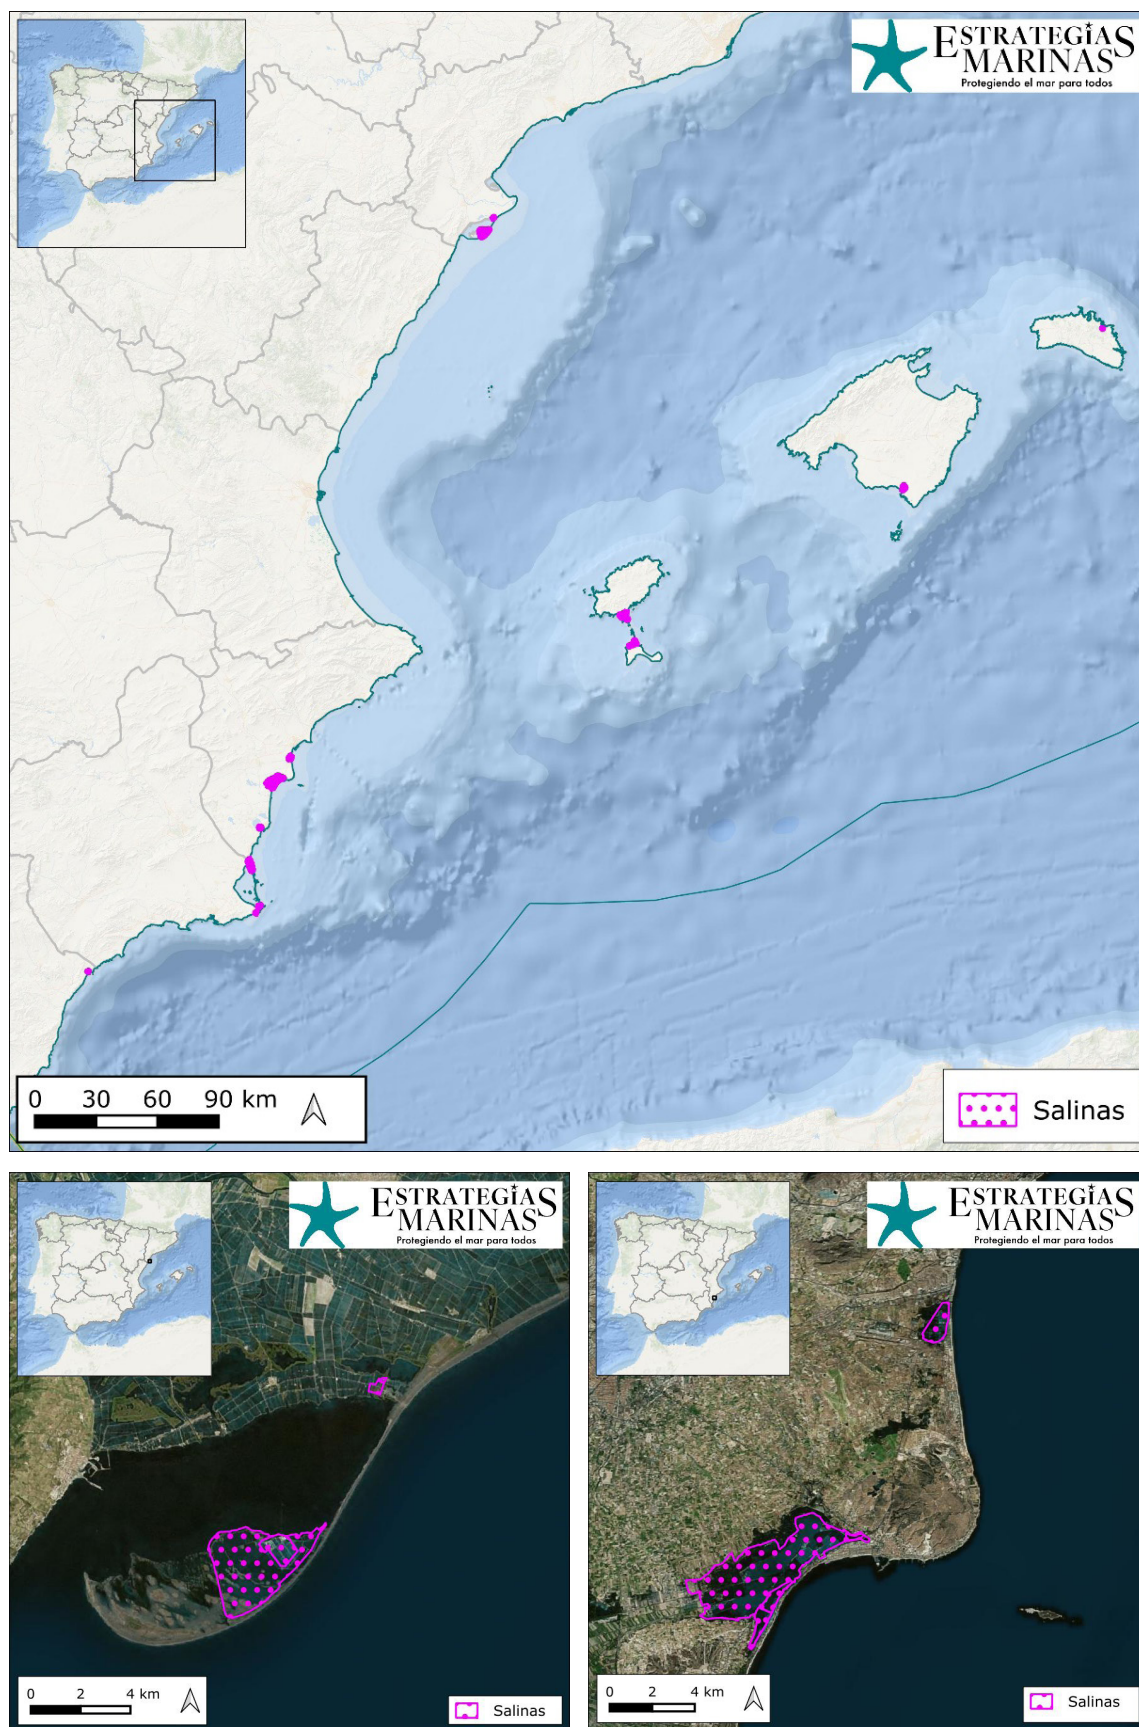 ESTRATEGIAS
MARINAS
Protegiendo el mar para todos
0 30 60 90 km
Salinas
ESTRATEGIAS
MARINAS
Protegiendo el mar para todos
0 2 4 km
Salinas
ESTRATEGIAS
MARINAS
Protegiendo el mar para todos
0 2 4 km
Salinas